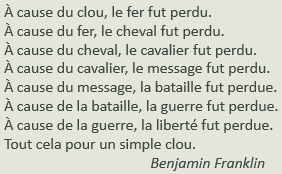 À cause du clou, le fer fut perdu.
À cause du fer, le cheval fut perdu.
À cause du cheval, le cavalier fut perdu.
À cause du cavalier, le message fut perdu.
À cause du message, la bataille fut perdue.
À cause de la bataille, la guerre fut perdue.
À cause de la guerre, la liberté fut perdue.
Tout cela pour un simple clou.
Benjamin Franklin